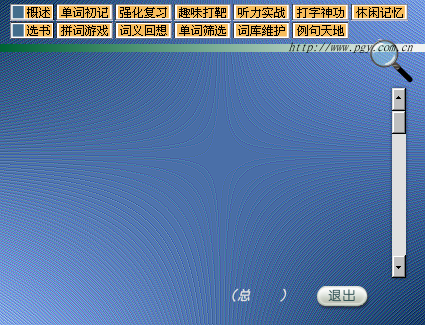 概述 单词初记 强化复习 趣味打靶 听力实战 打字神功 休闲记忆
选书 拼词游戏 词义回想 单词筛选 词库维护 例句天地
http://www.pgy.com.cn
（总 ） 退出